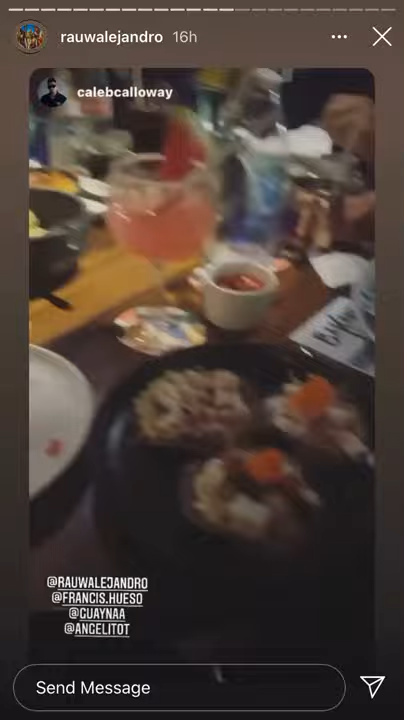 rauwalejandro 16h
calebcalloway
@RAUWALEJANDRO
@FRANCIS.HUESO
@GUAYNAA
@ANGELITOT
Send Message